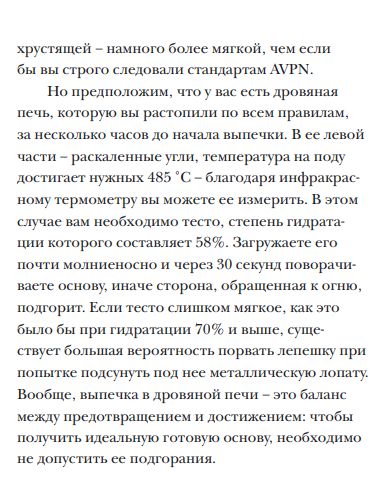 хрустящей – намного более мягкой, чем если
бы вы строго следовали стандартам AVPN.
Но предположим, что у вас есть дровяная
печь, которую вы растопили по всем правилам,
за несколько часов до начала выпечки. В ее левой
части – раскаленные угли, температура на поду
достигает нужных 485 ˚C – благодаря инфракрас-
ному термометру вы можете ее измерить. В этом
случае вам необходимо тесто, степень гидрата-
ции которого составляет 58%. Загружаете его
почти молниеносно и через 30 секунд поворачи-
ваете основу, иначе сторона, обращенная к огню,
подгорит. Если тесто слишком мягкое, как это
было бы при гидратации 70% и выше, суще-
ствует большая вероятность порвать лепешку при
попытке подсунуть под нее металлическую лопату.
Вообще, выпечка в дровяной печи – это баланс
между предотвращением и достижением: чтобы
получить идеальную готовую основу, необходимо
не допустить ее подгорания.